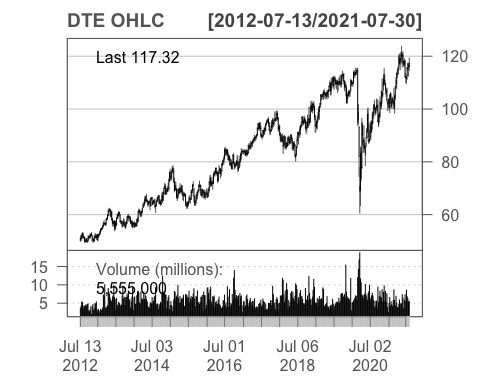 DTE OHLC [2012-07-13/2021-07-30]
Last 117.32
120
100
80
60
Volume (millions):
5,555,000
15
10
5
Jul 13 2012
Jul 03 2014
Jul 01 2016
Jul 06 2018
Jul 02 2020